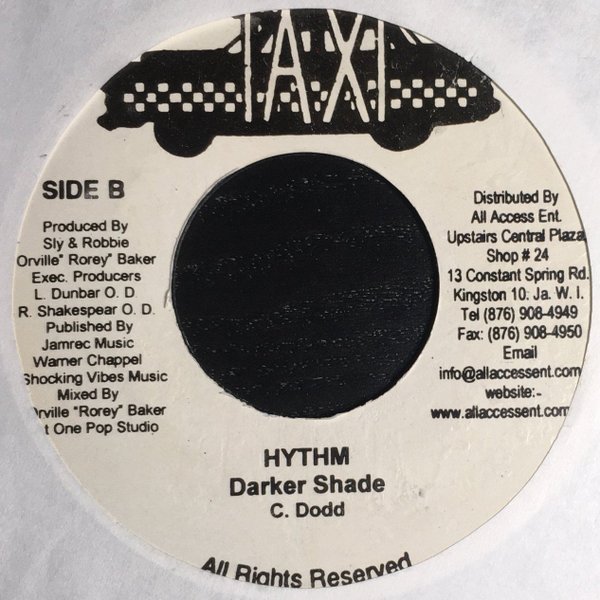 TAXI
SIDE B
Produced By
Sly & Robbie
Orville" Rorey" Baker
Exec. Producers
L. Dunbar O. D.
R. Shakespear O. D.
Published By
Jamrec Music
Warner Chappel
Shocking Vibes Music
Mixed By
Orville "Rorey" Baker
t One Pop Studio
Distributed By
All Access Ent.
Upstairs Central Plaza
Shop # 24
13 Constant Spring Rd.
Kingston 10. Ja. W. I.
Tel (876) 908-4949
Fax: (876) 908-4950
Email
info@allaccessent.com
website:-
www.allaccessent.com
HYTHM
Darker Shade
C. Dodd
All Rights Reserved